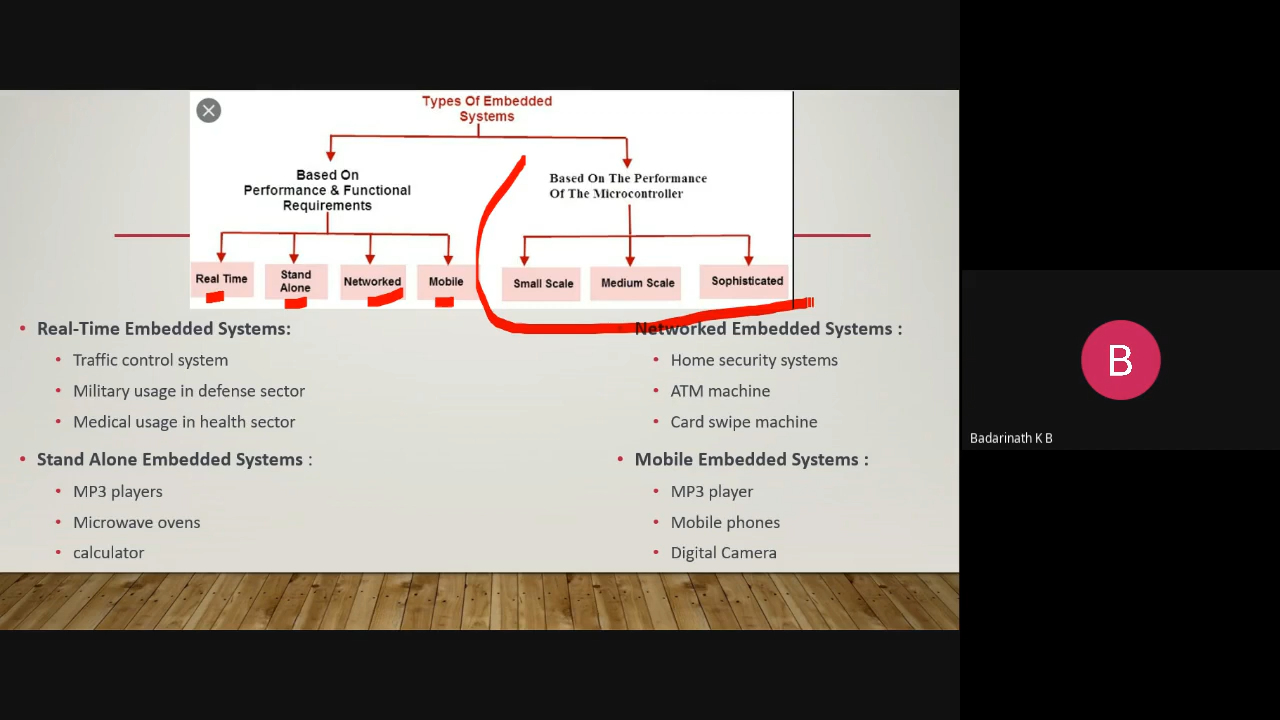 Types Of Embedded
Systems
Based On
Performance & Functional
Requirements
Based On The Performance
Of The Microcontroller
Real Time
Stand
Alone
Networked
Mobile
Small Scale
Medium Scale
Sophisticated
• Real-Time Embedded Systems:
• Traffic control system
• Military usage in defense sector
• Medical usage in health sector
• Stand Alone Embedded Systems :
• MP3 players
• Microwave ovens
• calculator
• Networked Embedded Systems :
• Home security systems
• ATM machine
• Card swipe machine
• Mobile Embedded Systems :
• MP3 player
• Mobile phones
• Digital Camera
B
Badarinath K B